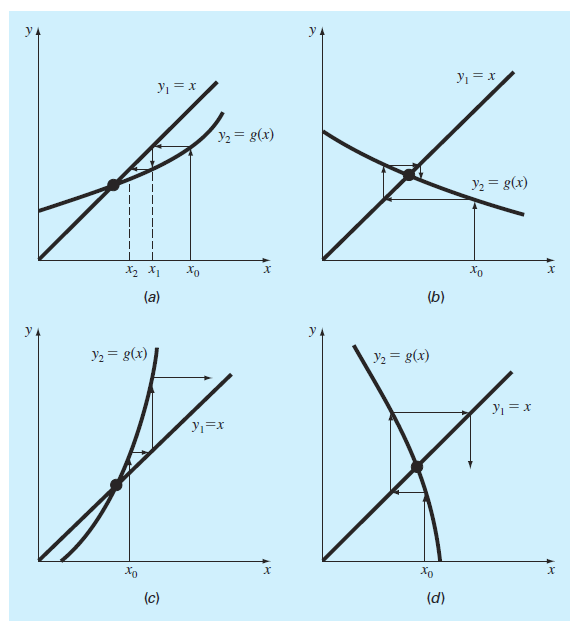 y
y₁ = x
y₂ = g(x)
x₂ x₁ x₀ x
(a)
y
y₁ = x
y₂ = g(x)
x₀ x
(b)
y
y₂ = g(x)
y₁=x
x₀ x
(c)
y
y₂ = g(x)
y₁ = x
x₀ x
(d)